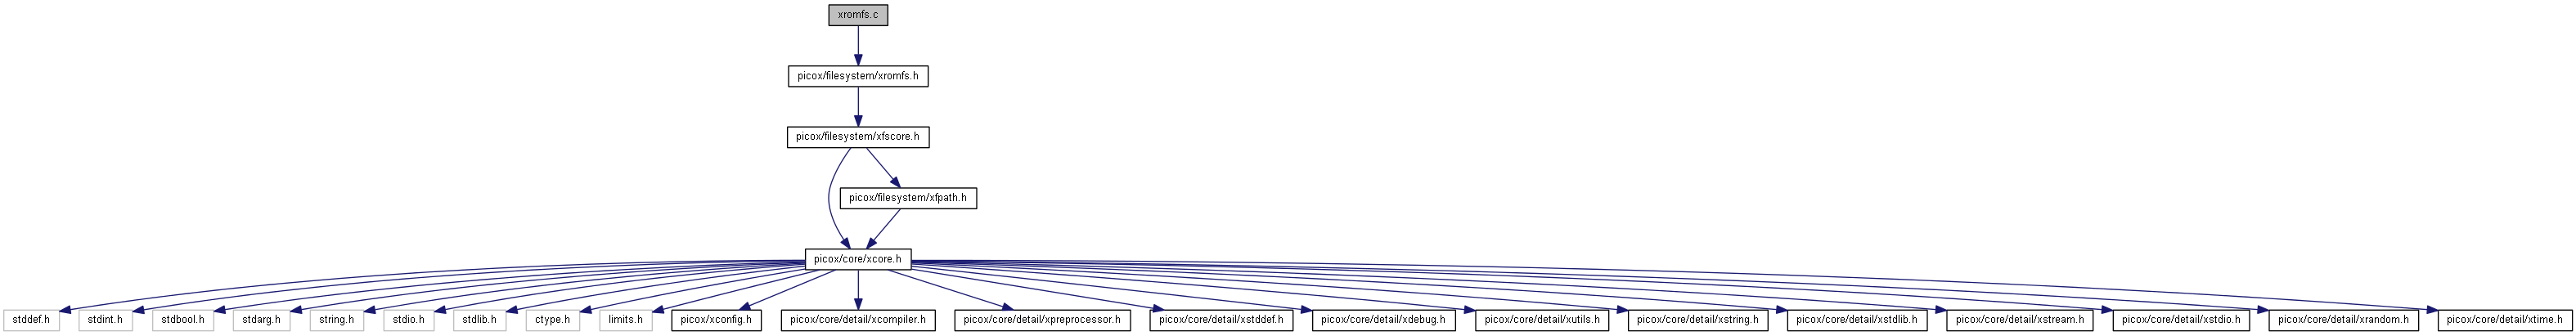 xromfs.c
picox/filesystem/xromfs.h
picox/filesystem/xfscore.h
picox/filesystem/xfpath.h
picox/core/xcore.h
stddef.h
stdint.h
stdbool.h
stdarg.h
string.h
stdio.h
stdlib.h
ctype.h
limits.h
picox/xconfig.h
picox/core/detail/xcompiler.h
picox/core/detail/xpreprocessor.h
picox/core/detail/xstddef.h
picox/core/detail/xdebug.h
picox/core/detail/xutils.h
picox/core/detail/xstring.h
picox/core/detail/xstdlib.h
picox/core/detail/xstream.h
picox/core/detail/xstdio.h
picox/core/detail/xrandom.h
picox/core/detail/xtime.h